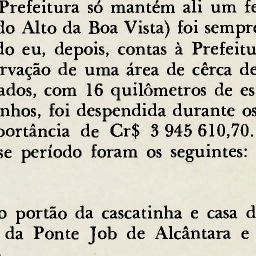 Prefeitura só mantém ali um fe
do Alto da Boa Vista) foi sempre
do eu, depois, contas à Prefeitu
rvação de uma área de cêrca de
ados, com 16 quilômetros de es
nhos, foi despendida durante os
portância de Cr$ 3 945 610,70.
se período foram os seguintes:
o portão da cascatinha e casa d
da Ponte Job de Alcântara e